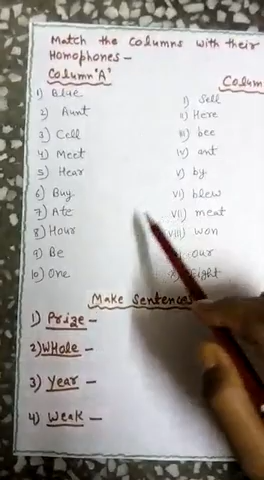 Match the Columns with their
Homophones -
Column 'A' Colum
1) Blue i) Sell
2) Aunt ii) Here
3) Cell iii) bee
4) Meet iv) ant
5) Hear v) by
6) Buy vi) blew
7) Ate vii) meat
8) Hour viii) won
9) Be our
10) One Eight
Make Sentences
1) Prize -
2) Whole -
3) Year -
4) Weak -